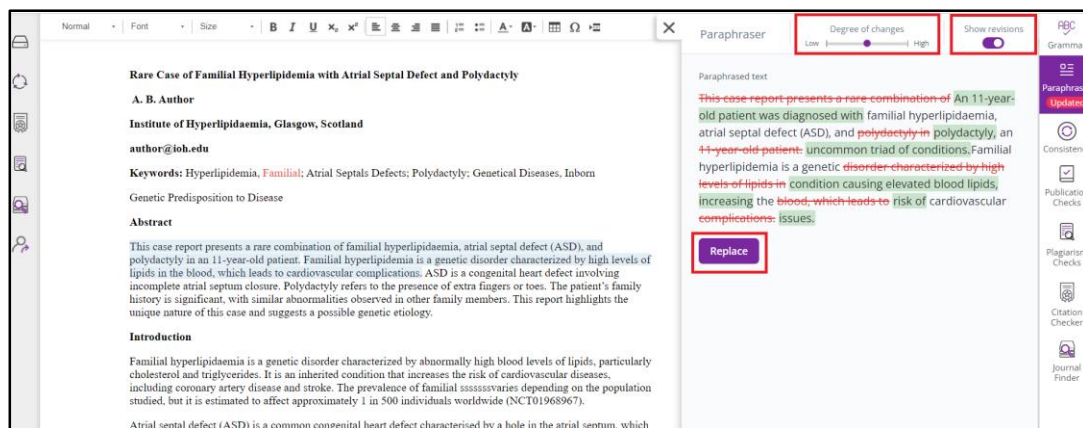 Normal Font Size B I U x₂ x² A A Ω
Rare Case of Familial Hyperlipidemia with Atrial Septal Defect and Polydactyly
A. B. Author
Institute of Hyperlipidaemia, Glasgow, Scotland
author@ioh.edu
Keywords: Hyperlipidemia, Familial; Atrial Septals Defects; Polydactyly; Genetical Diseases, Inborn
Genetic Predisposition to Disease
Abstract
This case report presents a rare combination of familial hyperlipidaemia, atrial septal defect (ASD), and
polydactyly in an 11-year-old patient. Familial hyperlipidaemia is a genetic disorder characterized by high levels of
lipids in the blood, which leads to cardiovascular complications. ASD is a congenital heart defect involving
incomplete atrial septum closure. Polydactyly refers to the presence of extra fingers or toes. The patient's family
history is significant, with similar abnormalities observed in other family members. This report highlights the
unique nature of this case and suggests a possible genetic etiology.
Introduction
Familial hyperlipidaemia is a genetic disorder characterized by abnormally high blood levels of lipids, particularly
cholesterol and triglycerides. It is an inherited condition that increases the risk of cardiovascular diseases,
including coronary artery disease and stroke. The prevalence of familial sssssssvaries depending on the population
studied, but it is estimated to affect approximately 1 in 500 individuals worldwide (NCT01968967).
Atrial septal defect (ASD) is a common congenital heart defect characterised by a hole in the atrial septum, which
Paraphraser
Degree of changes
Low High
Show revisions
Paraphrased text
This case report presents a rare combination of An 11-year-
old patient was diagnosed with familial hyperlipidaemia,
atrial septal defect (ASD), and polydactyly in polydactyly, an
11-year-old patient. uncommon triad of conditions.Familial
hyperlipidaemia is a genetic disorder characterized by high
levels of lipids in condition causing elevated blood lipids,
increasing the blood, which leads to risk of cardiovascular
complications. issues.
Replace
ABC
Gramma
Paraphras
Updated
Consisten
Publicatio
Checks
Plagiarism
Checks
Citation
Checker
Journal
Finder